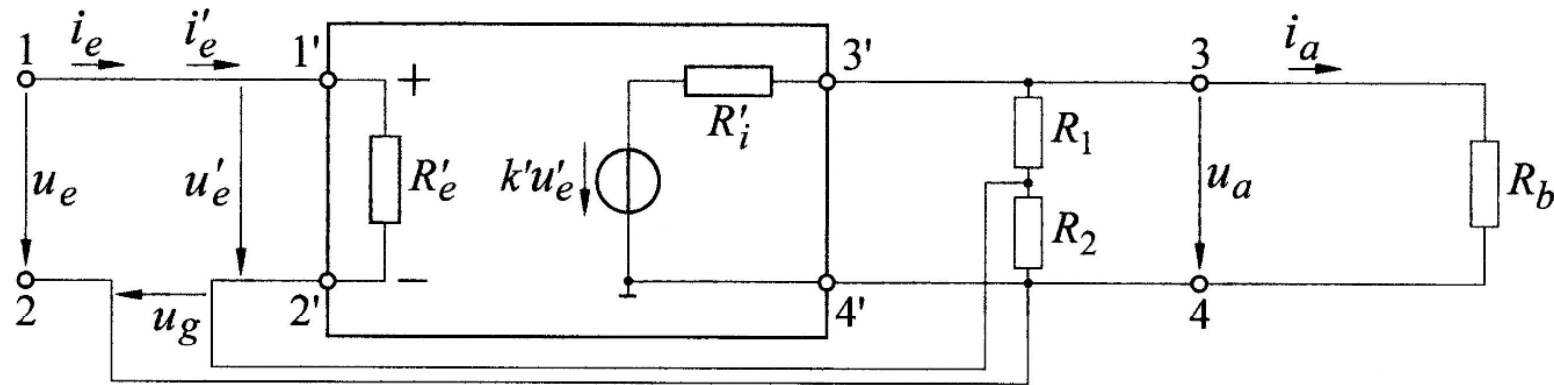 1 i_e i'_e 1' + 3' 3 i_a
R'_i R_1
u_e u'_e R'_e k'u'_e u_a R_b
R_2
2 u_g 2' − 4' 4